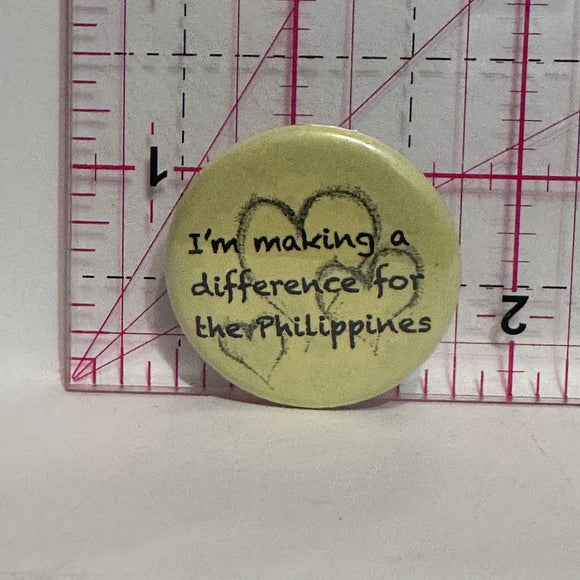 1
I'm making a
difference for
the Philippines
2